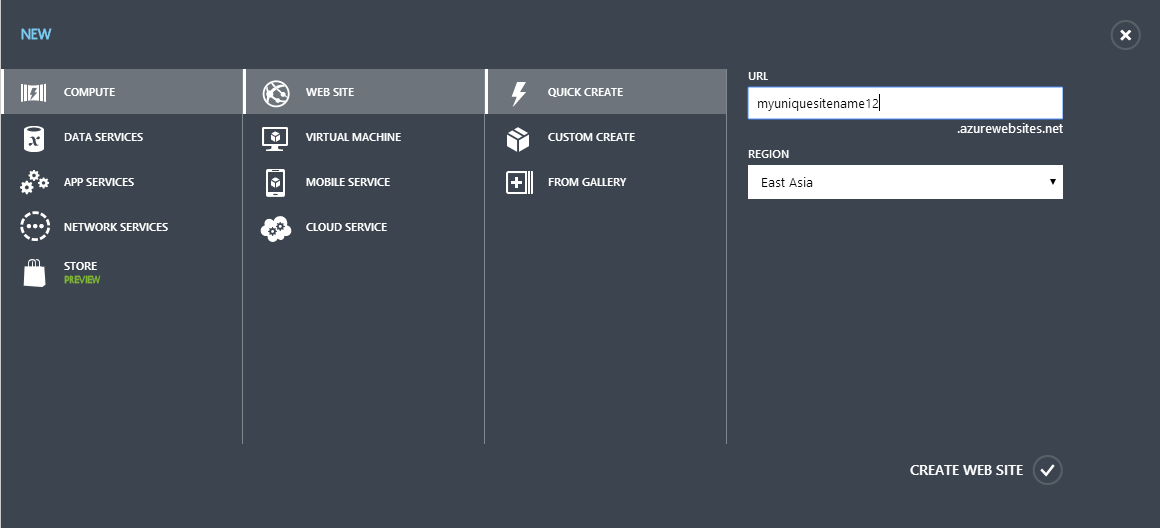 NEW
COMPUTE
DATA SERVICES
APP SERVICES
NETWORK SERVICES
STORE
PREVIEW
WEB SITE
VIRTUAL MACHINE
MOBILE SERVICE
CLOUD SERVICE
QUICK CREATE
CUSTOM CREATE
FROM GALLERY
URL
myuniquesitename12
.azurewebsites.net
REGION
East Asia
CREATE WEB SITE